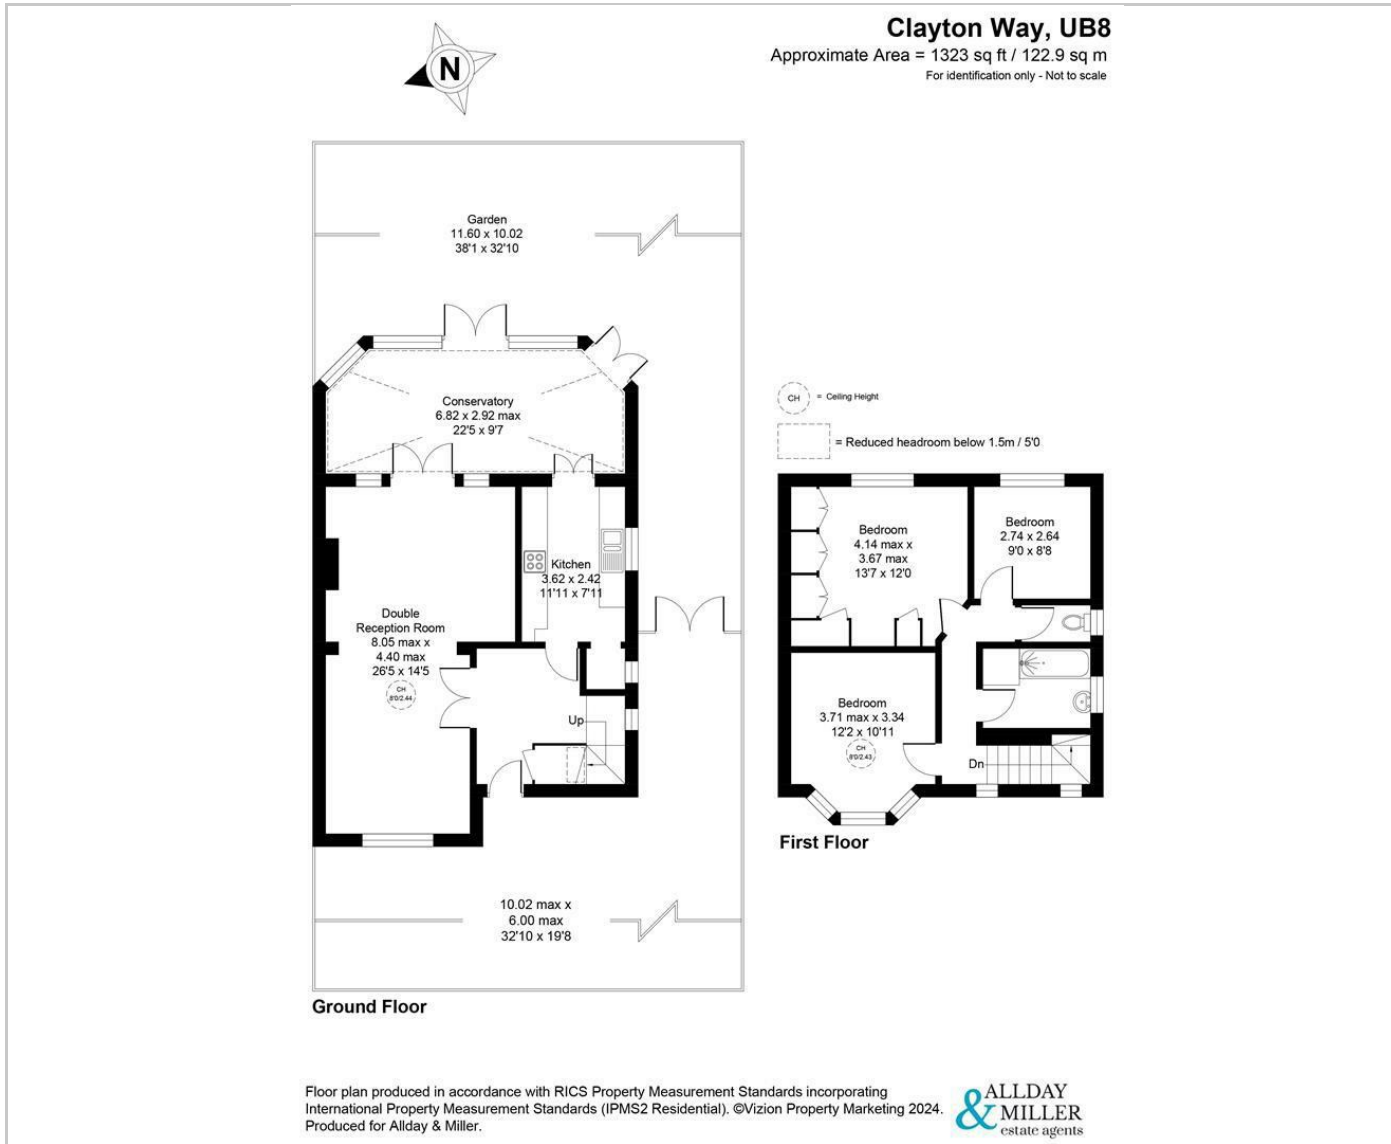 Clayton Way, UB8
Approximate Area = 1323 sq ft / 122.9 sq m
For identification only - Not to scale
N
Garden
11.60 x 10.02
38'1 x 32'10
Conservatory
6.82 x 2.92 max
22'5 x 9'7
Kitchen
3.62 x 2.42
11'11 x 7'11
Double
Reception Room
8.05 max x
4.40 max
26'5 x 14'5
CH
8'0/2.44
Up
10.02 max x
6.00 max
32'10 x 19'8
Ground Floor
CH = Ceiling Height
= Reduced headroom below 1.5m / 5'0
Bedroom
4.14 max x
3.67 max
13'7 x 12'0
Bedroom
2.74 x 2.64
9'0 x 8'8
Bedroom
3.71 max x 3.34
12'2 x 10'11
CH
8'0/2.43
Dn
First Floor
Floor plan produced in accordance with RICS Property Measurement Standards incorporating
International Property Measurement Standards (IPMS2 Residential). ©Vizion Property Marketing 2024.
Produced for Allday & Miller.
ALLDAY
& MILLER
estate agents